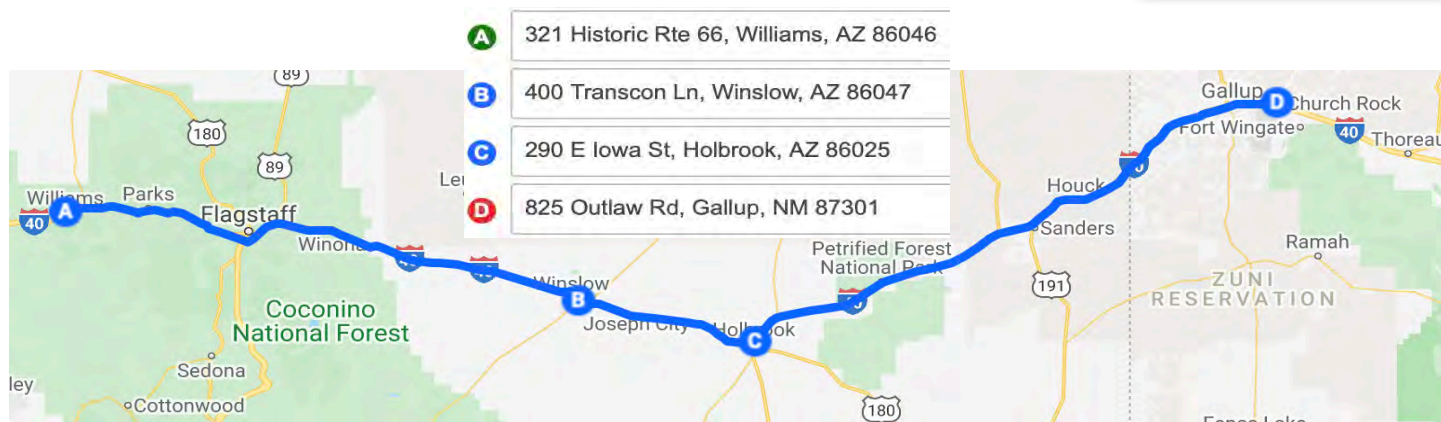 A 321 Historic Rte 66, Williams, AZ 86046
B 400 Transcon Ln, Winslow, AZ 86047
C 290 E Iowa St, Holbrook, AZ 86025
D 825 Outlaw Rd, Gallup, NM 87301
89
180
89
Williams
A
Parks
40
Flagstaff
Winona
Coconino
National Forest
Sedona
Cottonwood
Winslow
B
Joseph City
Holbrook
C
180
Petrified Forest
National Park
Sanders
Houck
191
Gallup
D
Church Rock
Fort Wingate
40
Thoreau
Ramah
ZUNI
RESERVATION